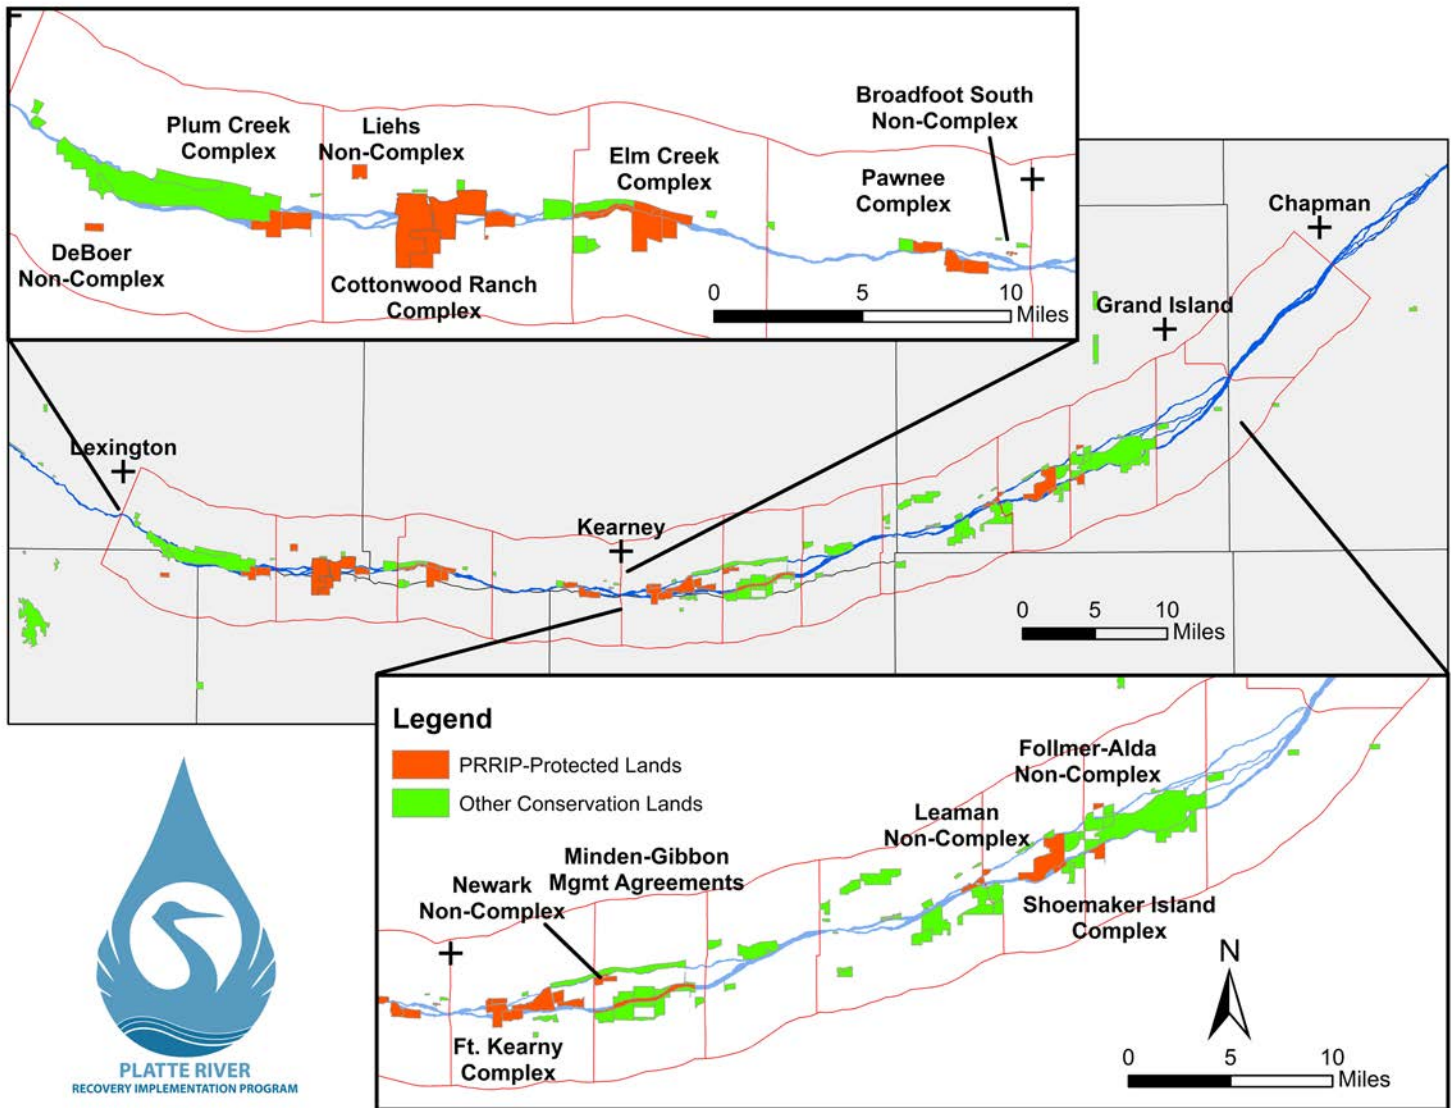 Broadfoot South
Non-Complex
Plum Creek
Complex
Liehs
Non-Complex
Elm Creek
Complex
Pawnee
Complex
DeBoer
Non-Complex
Cottonwood Ranch
Complex
0 5 10
Miles
Chapman
Grand Island
Lexington
Kearney
0 5 10
Miles
Legend
PRRIP-Protected Lands
Other Conservation Lands
Follmer-Alda
Non-Complex
Leaman
Non-Complex
Minden-Gibbon
Mgmt Agreements
Newark
Non-Complex
Shoemaker Island
Complex
Ft. Kearny
Complex
N
0 5 10
Miles
PLATTE RIVER
RECOVERY IMPLEMENTATION PROGRAM